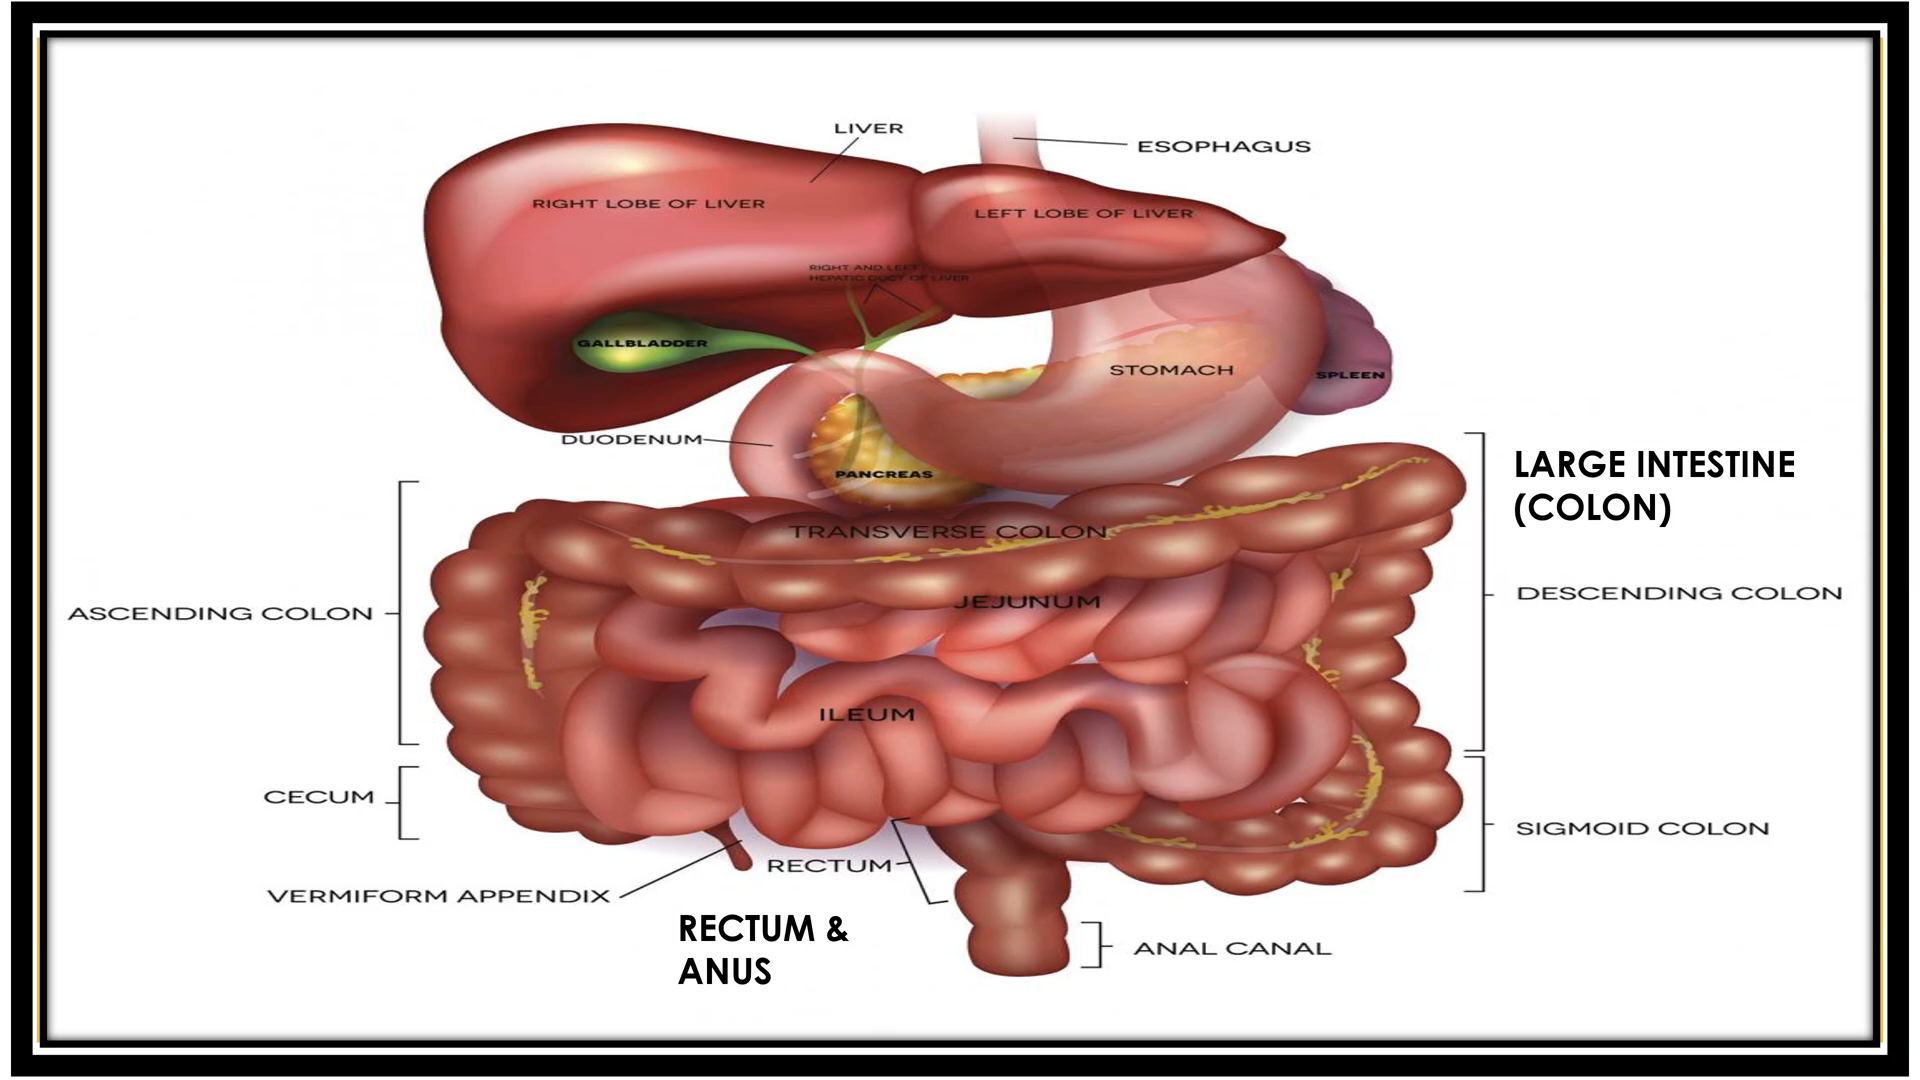 LIVER
ESOPHAGUS
RIGHT LOBE OF LIVER
LEFT LOBE OF LIVER
RIGHT AND LEFT
HEPATIC DUCT OF LIVER
GALLBLADDER
STOMACH
SPLEEN
DUODENUM
PANCREAS
LARGE INTESTINE
(COLON)
TRANSVERSE COLON
JEJUNUM
ASCENDING COLON
DESCENDING COLON
ILEUM
CECUM
SIGMOID COLON
RECTUM
VERMIFORM APPENDIX
RECTUM &
ANUS
ANAL CANAL